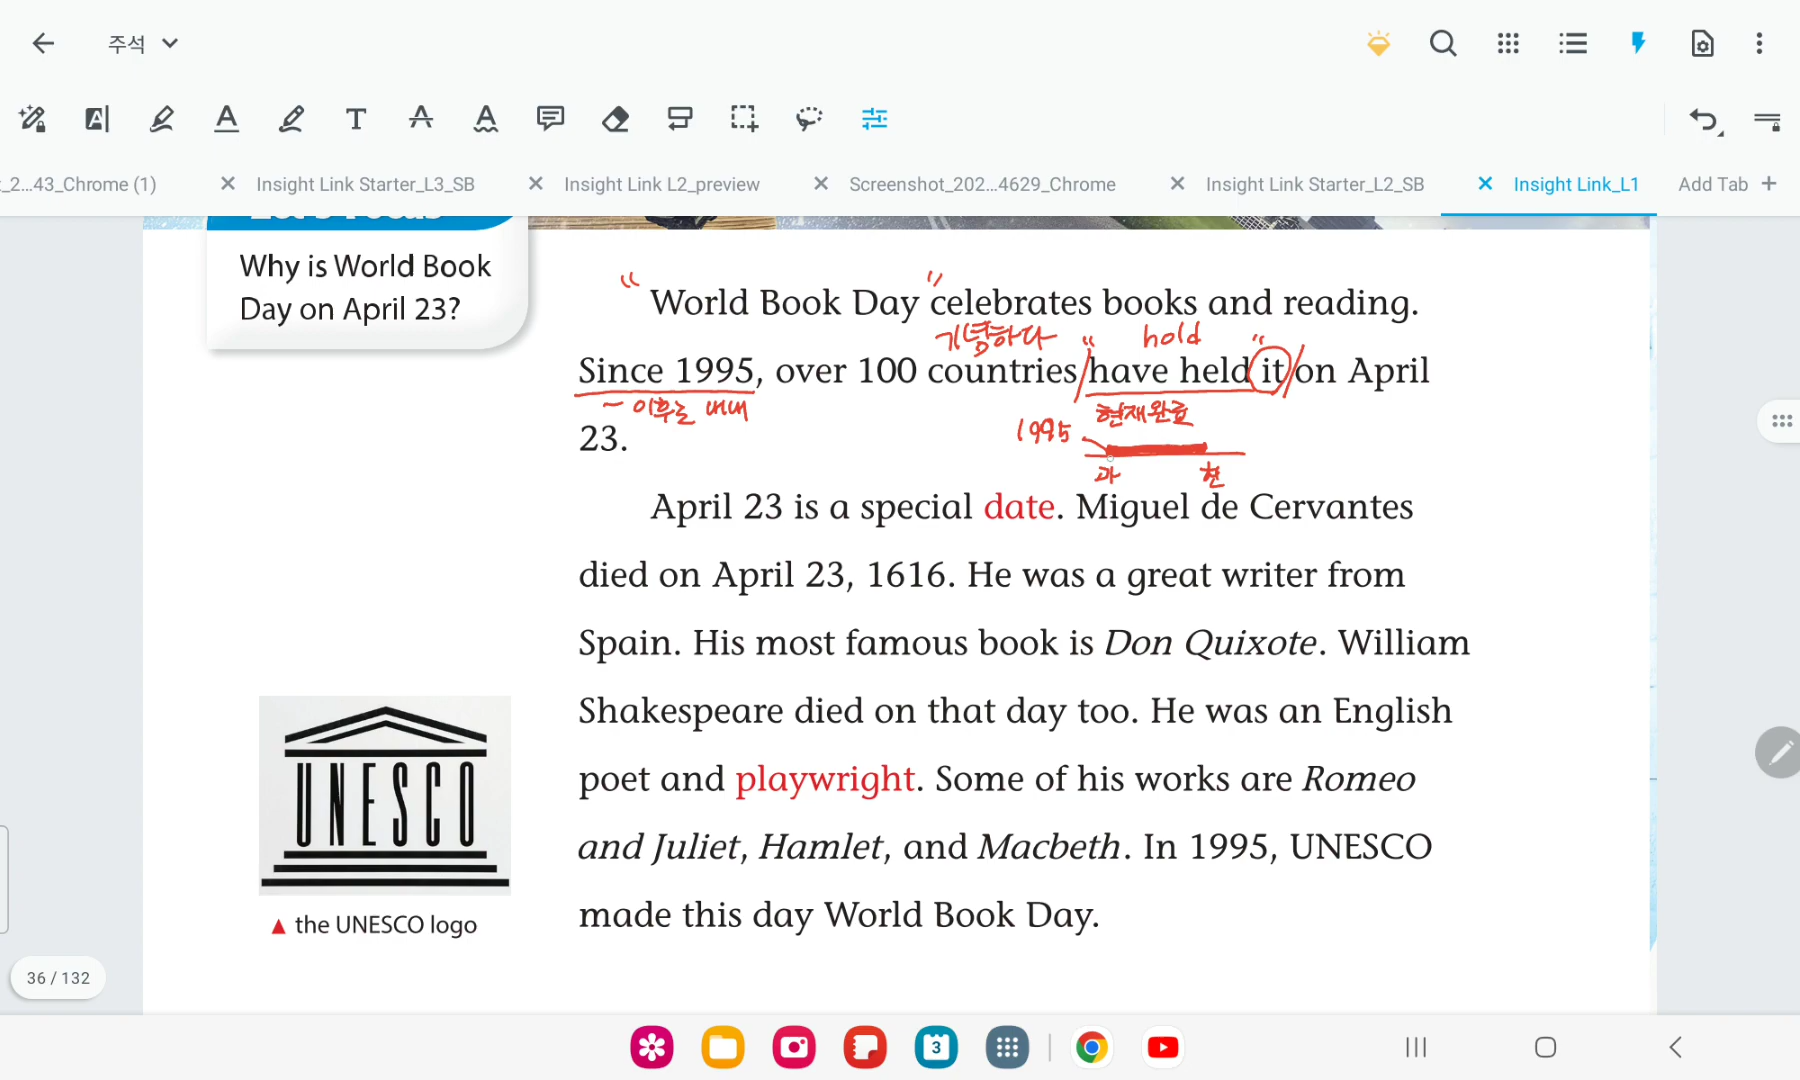 주석
A
A
T
A
A
_2...43_Chrome (1)
Insight Link Starter_L3_SB
Insight Link L2_preview
Screenshot_202...4629_Chrome
Insight Link Starter_L2_SB
Insight Link_L1
Add Tab +
Why is World Book
Day on April 23?
World Book Day celebrates books and reading.
기념하다 hold
Since 1995, over 100 countries have held it on April
~ 이후로 내내 현재완료
23.
1995
과 현
April 23 is a special date. Miguel de Cervantes
died on April 23, 1616. He was a great writer from
Spain. His most famous book is Don Quixote. William
Shakespeare died on that day too. He was an English
poet and playwright. Some of his works are Romeo
and Juliet, Hamlet, and Macbeth. In 1995, UNESCO
made this day World Book Day.
UNESCO
▲ the UNESCO logo
36 / 132
3